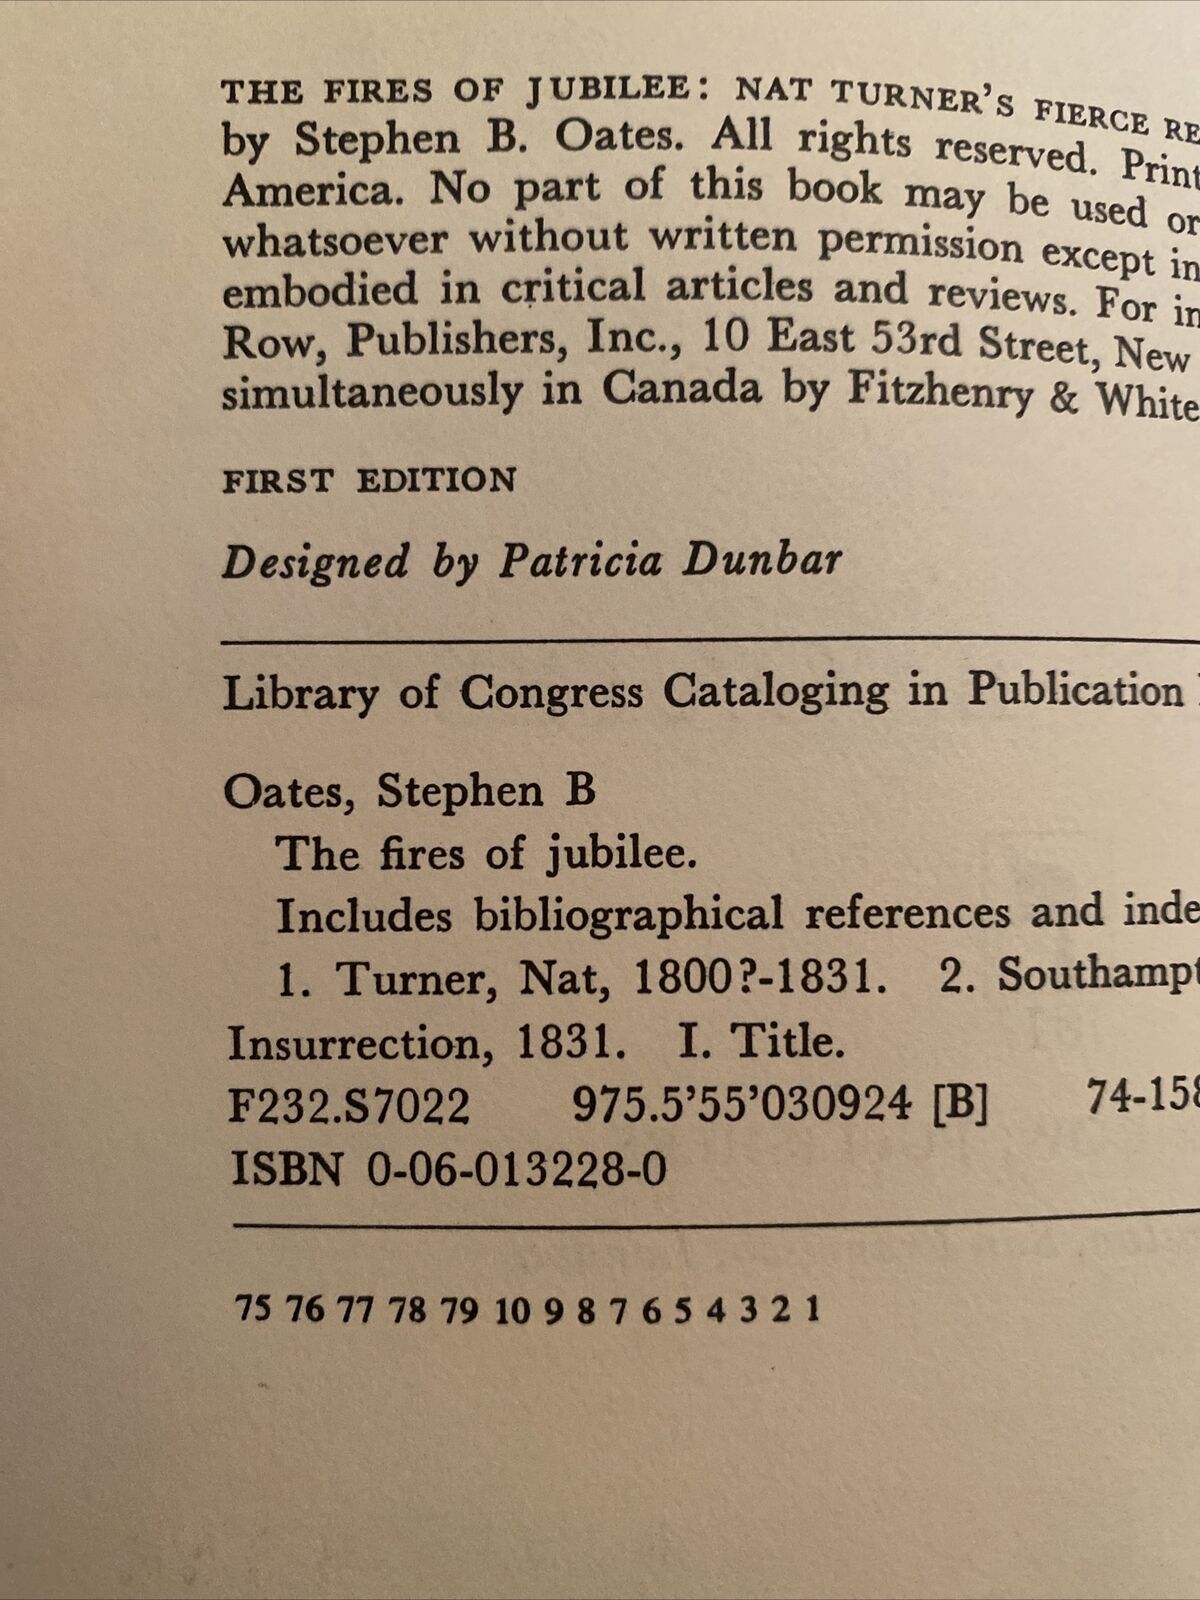 THE FIRES OF JUBILEE: NAT TURNER'S FIERCE RE
by Stephen B. Oates. All rights reserved. Print
America. No part of this book may be used or
whatsoever without written permission except in
embodied in critical articles and reviews. For in
Row, Publishers, Inc., 10 East 53rd Street, New
simultaneously in Canada by Fitzhenry & White
FIRST EDITION
Designed by Patricia Dunbar
Library of Congress Cataloging in Publication
Oates, Stephen B
The fires of jubilee.
Includes bibliographical references and inde
1. Turner, Nat, 1800?-1831. 2. Southampt
Insurrection, 1831. I. Title.
F232.S7022 975.5'55'030924 [B] 74-158
ISBN 0-06-013228-0
75 76 77 78 79 10 9 8 7 6 5 4 3 2 1